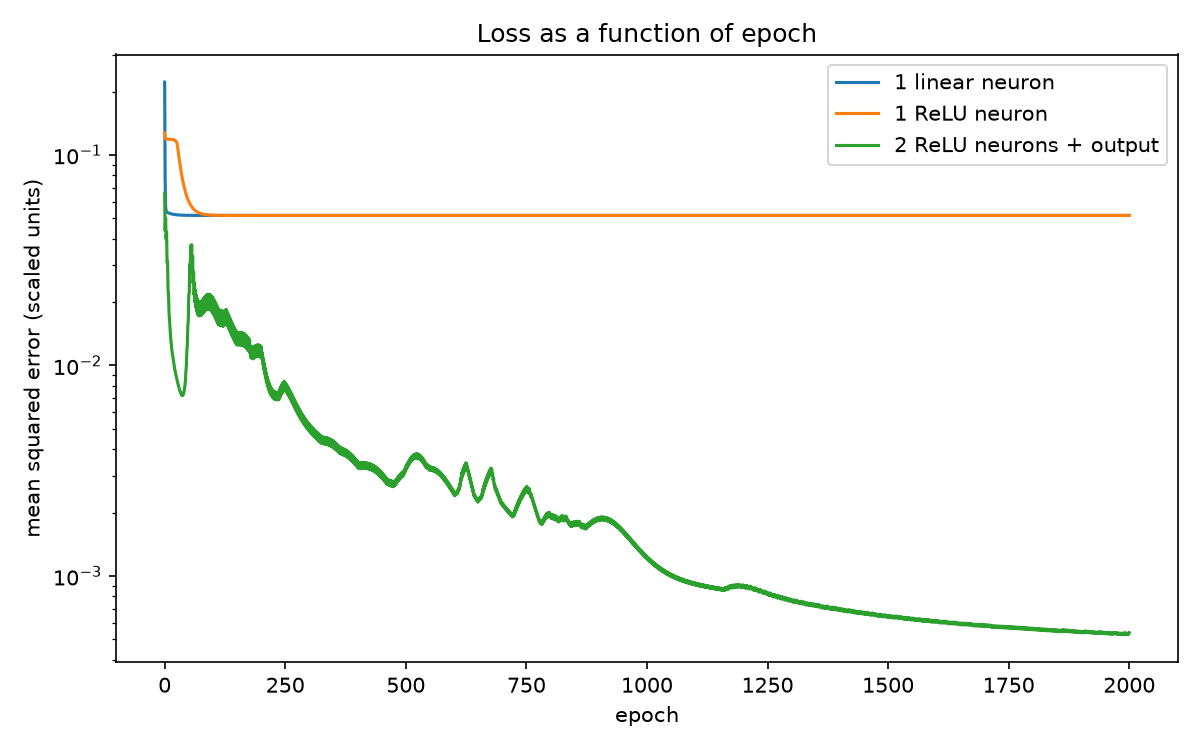 Loss as a function of epoch
1 linear neuron
1 ReLU neuron
2 ReLU neurons + output
mean squared error (scaled units)
10⁻¹
10⁻²
10⁻³
0 250 500 750 1000 1250 1500 1750 2000
epoch